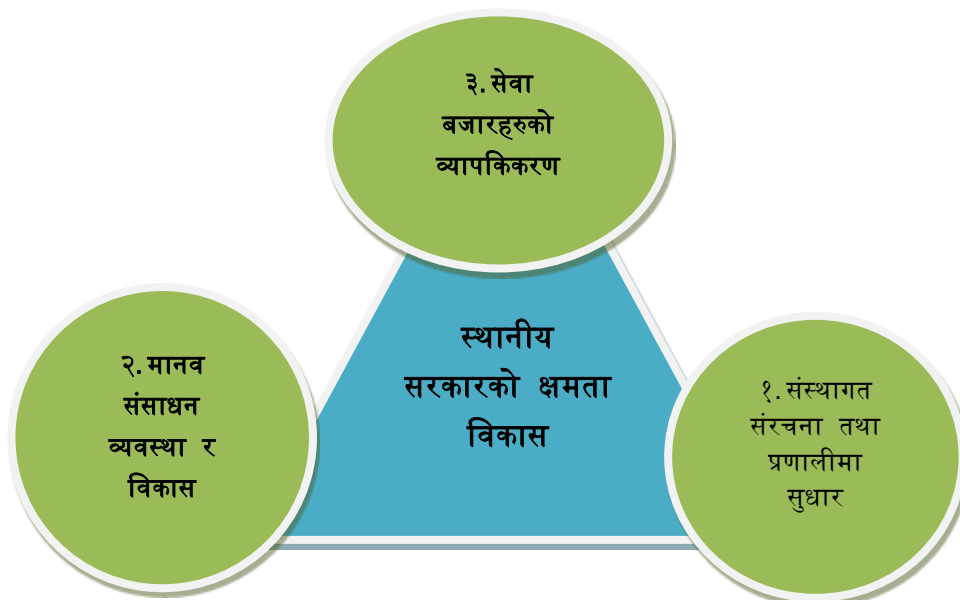 ३. सेवा
बजारहरुको
व्यापकिकरण
स्थानीय
सरकारको क्षमता
विकास
२. मानव
संसाधन
व्यवस्था र
विकास
१. संस्थागत
संरचना तथा
प्रणालीमा
सुधार